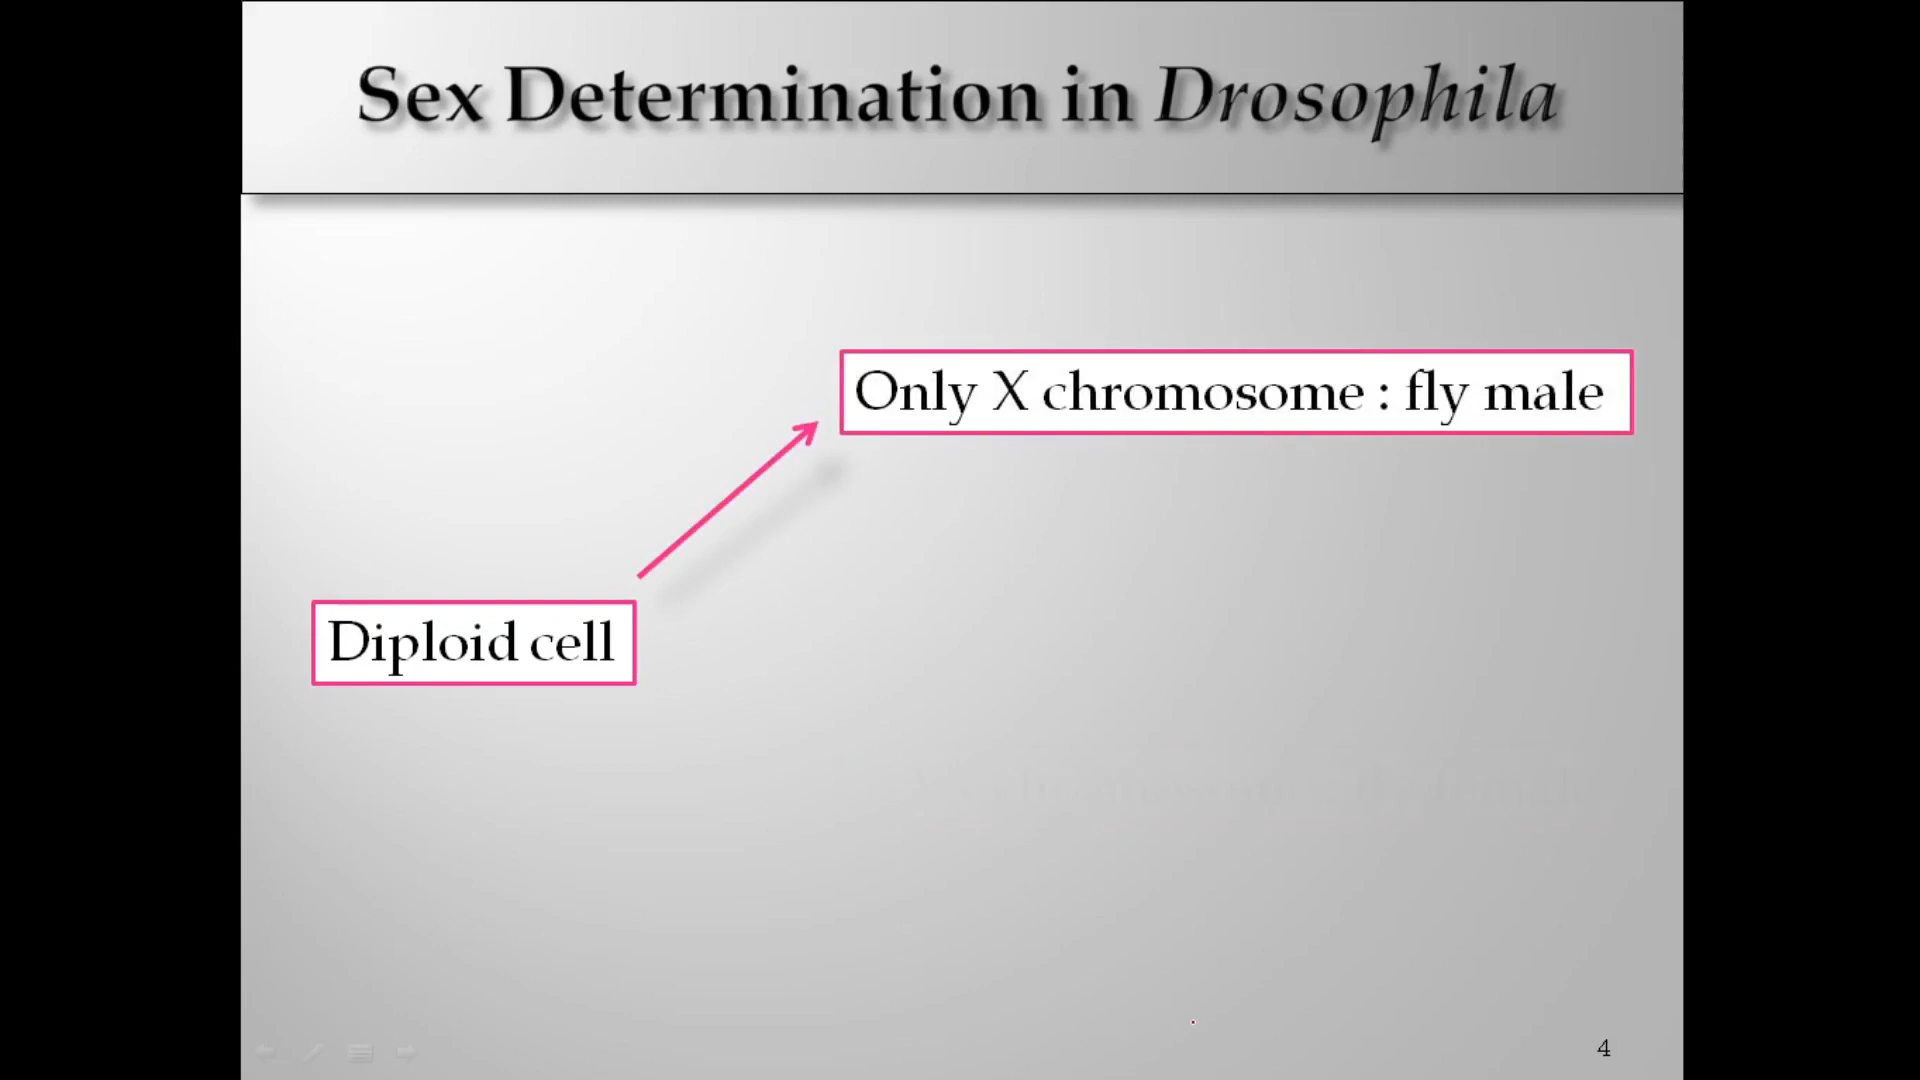 Sex Determination in Drosophila
Only X chromosome : fly male
Diploid cell
4